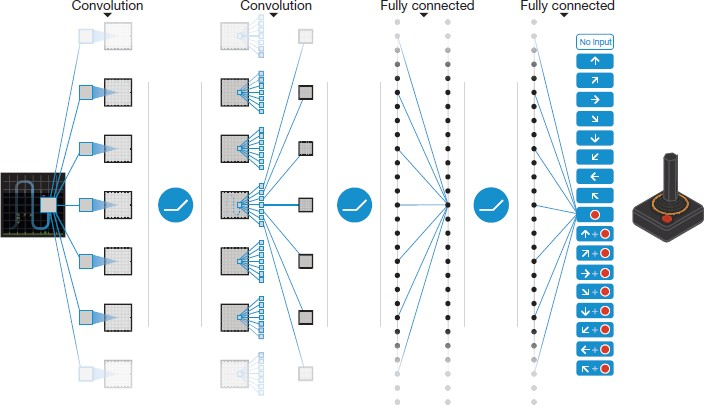 Convolution
Convolution
Fully connected
Fully connected
No input